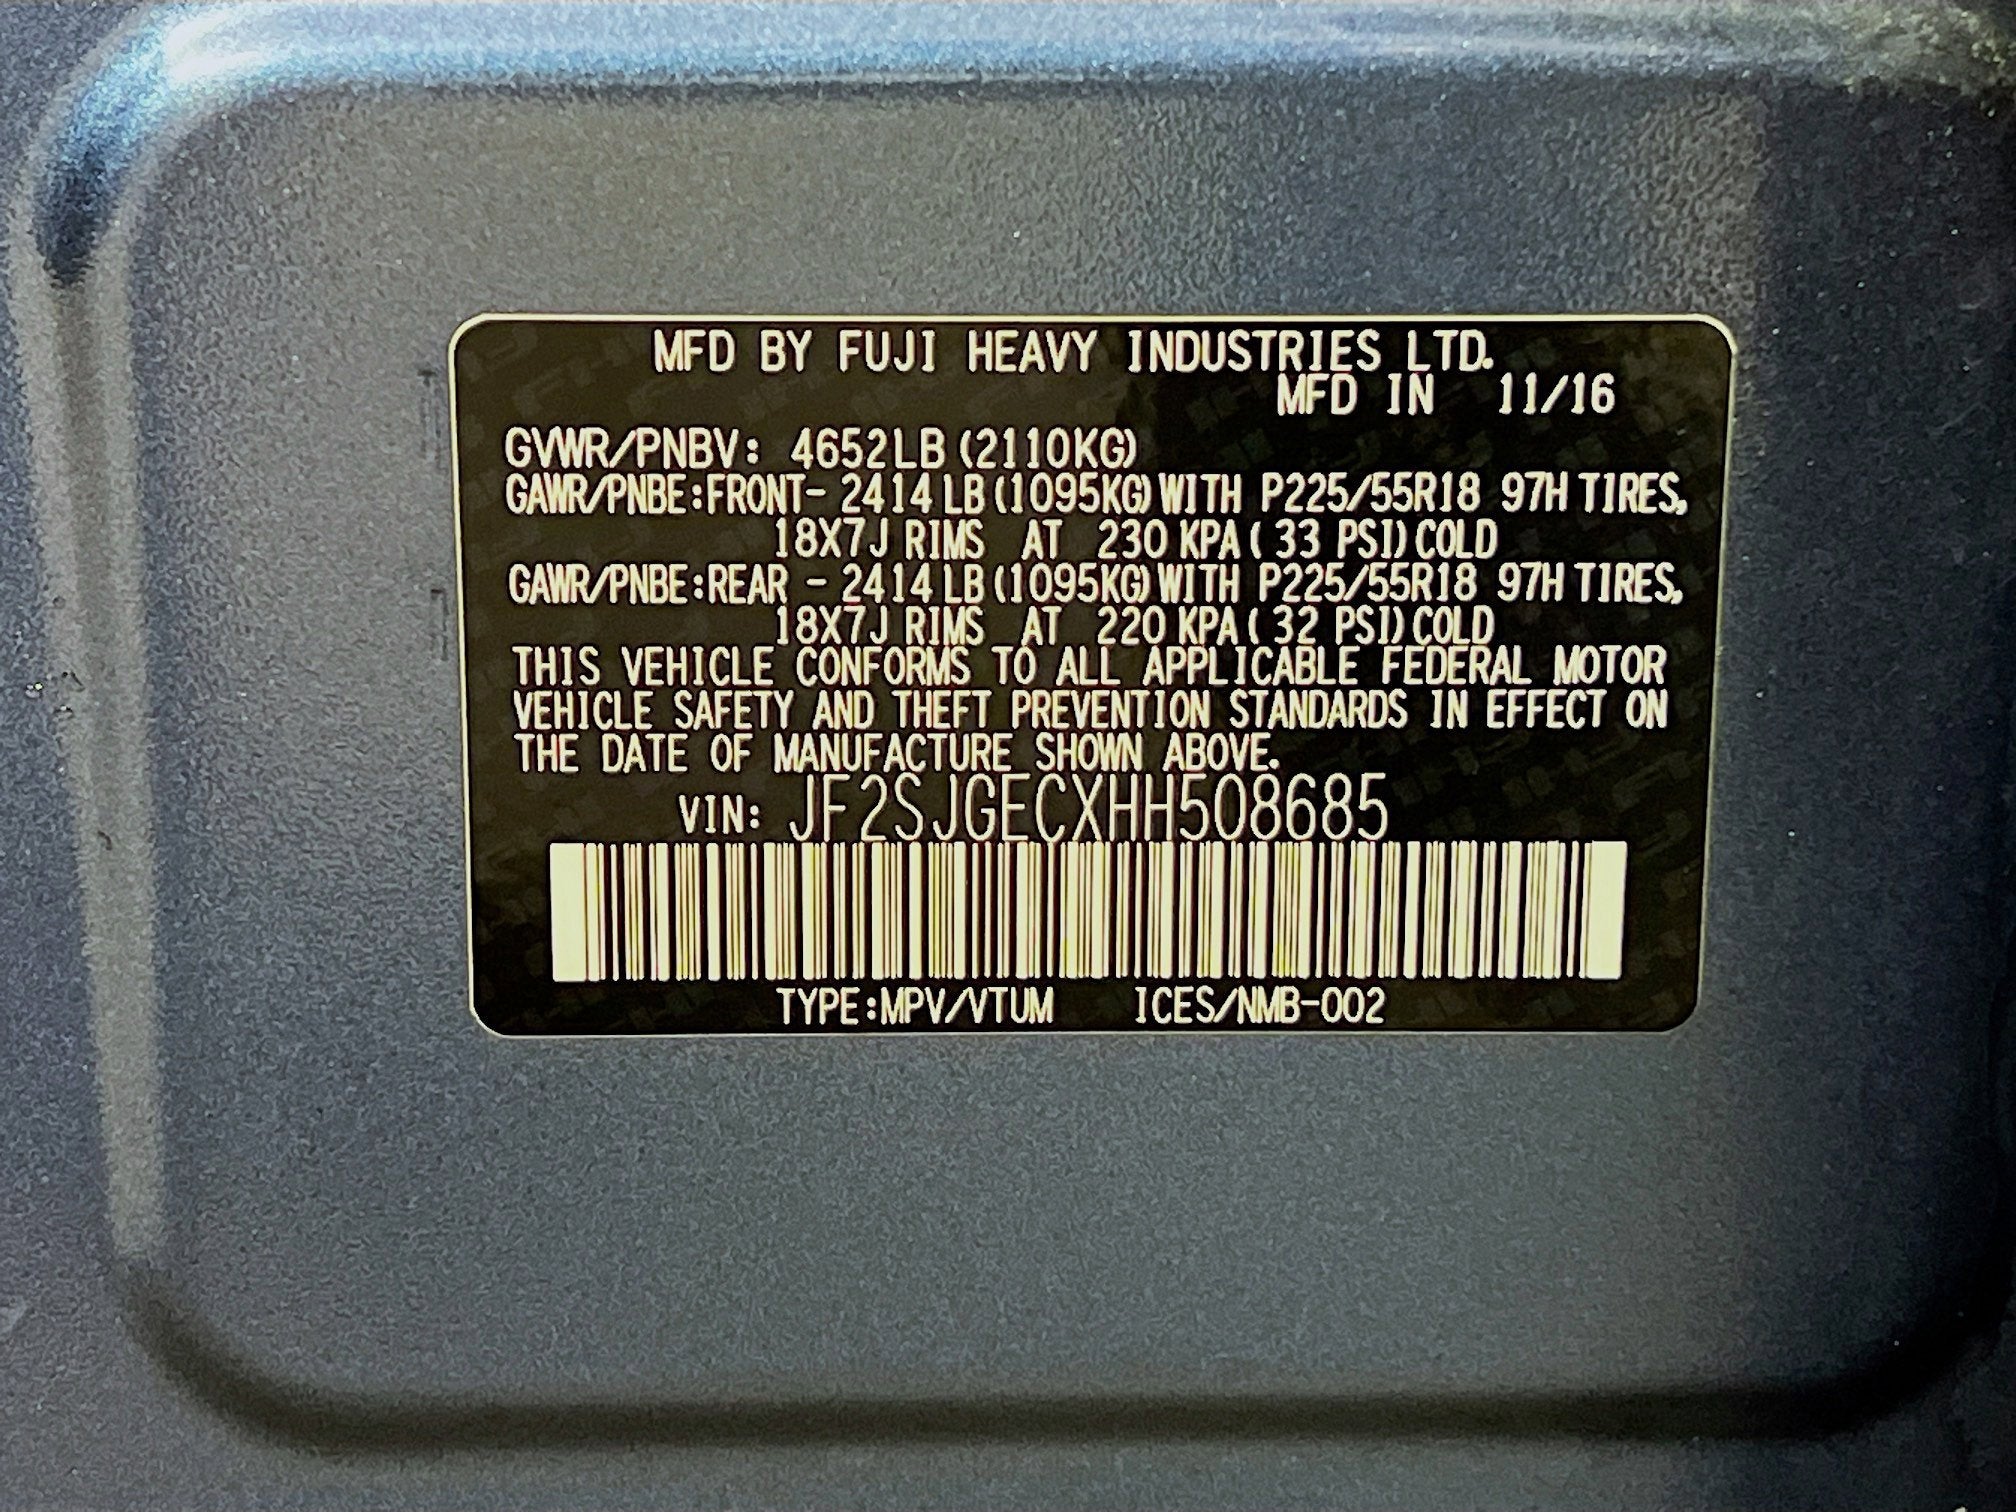 MFD BY FUJI HEAVY INDUSTRIES LTD.
MFD IN 11/16
GVWR/PNBV: 4652LB (2110KG)
GAWR/PNBE:FRONT- 2414 LB (1095KG) WITH P225/55R18 97H TIRES,
18X7J RIMS AT 230 KPA ( 33 PSI) COLD
GAWR/PNBE:REAR - 2414 LB (1095KG) WITH P225/55R18 97H TIRES,
18X7J RIMS AT 220 KPA ( 32 PSI) COLD
THIS VEHICLE CONFORMS TO ALL APPLICABLE FEDERAL MOTOR
VEHICLE SAFETY AND THEFT PREVENTION STANDARDS IN EFFECT ON
THE DATE OF MANUFACTURE SHOWN ABOVE.
VIN: JF2SJGECXHH508685
TYPE:MPV/VTUM ICES/NMB-002